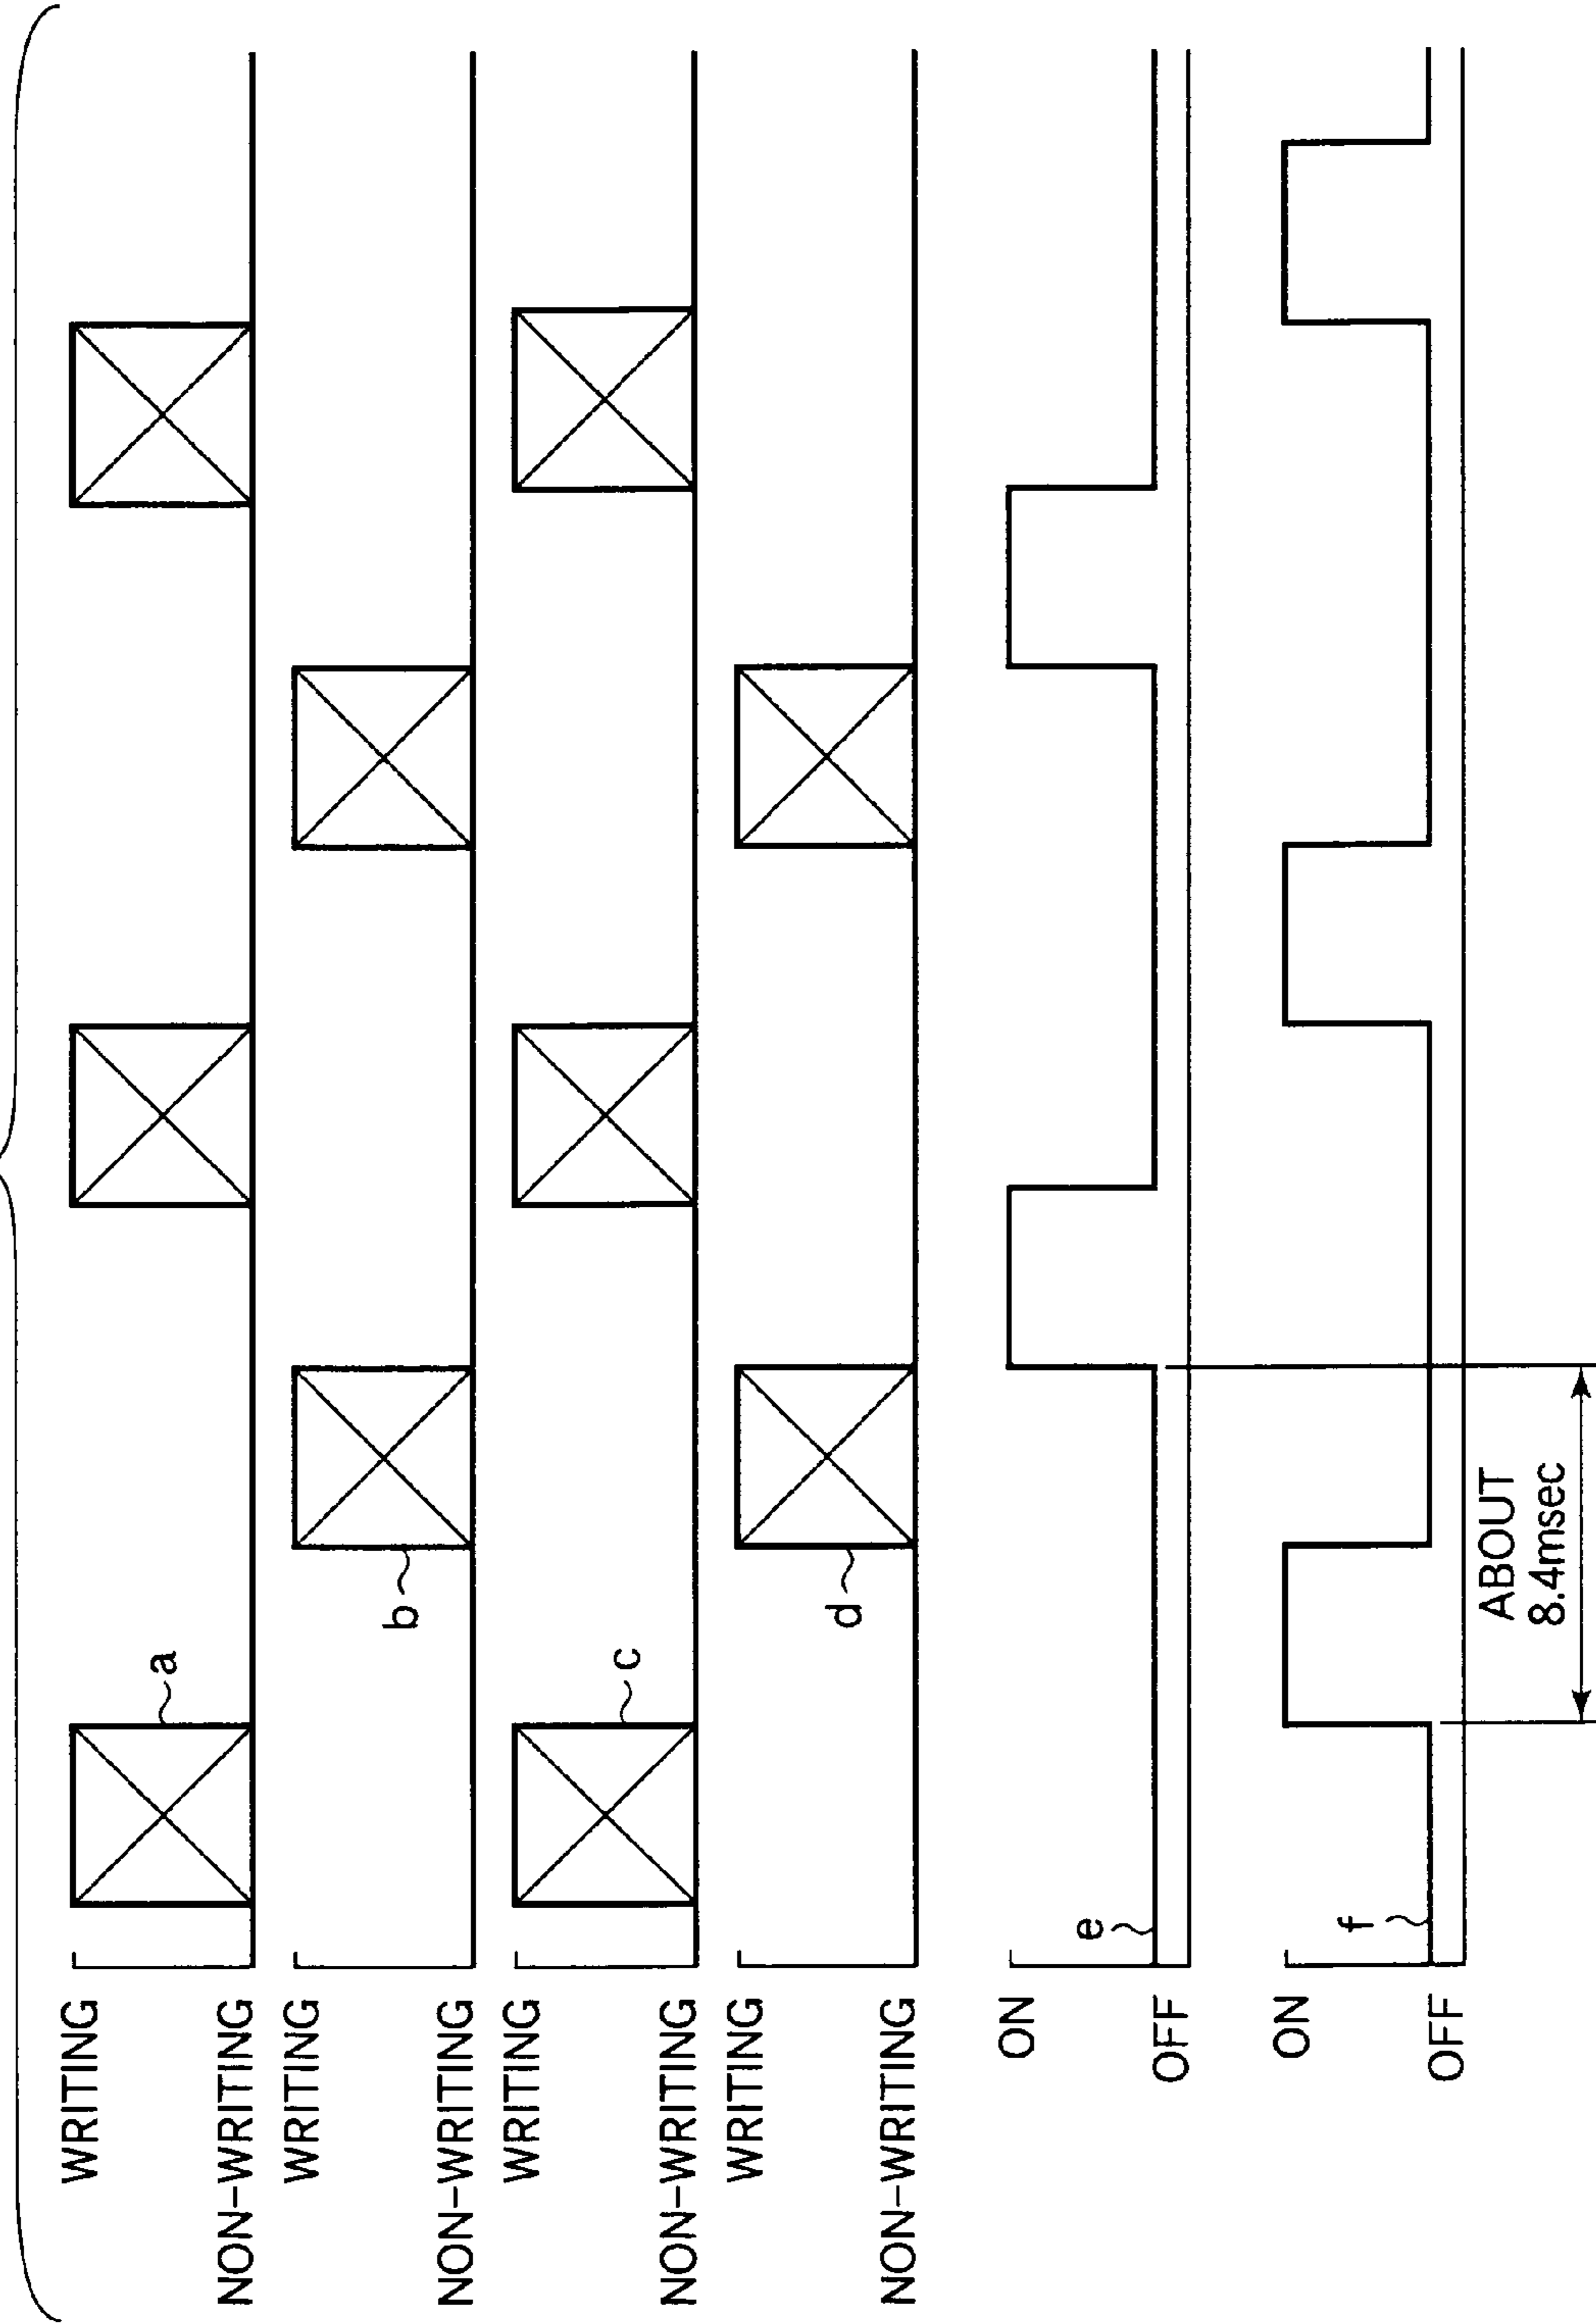 WRITING
a
NON-WRITING
WRITING
b
NON-WRITING
WRITING
c
NON-WRITING
WRITING
d
NON-WRITING
ON
e
OFF
ON
f
OFF
ABOUT
8.4msec